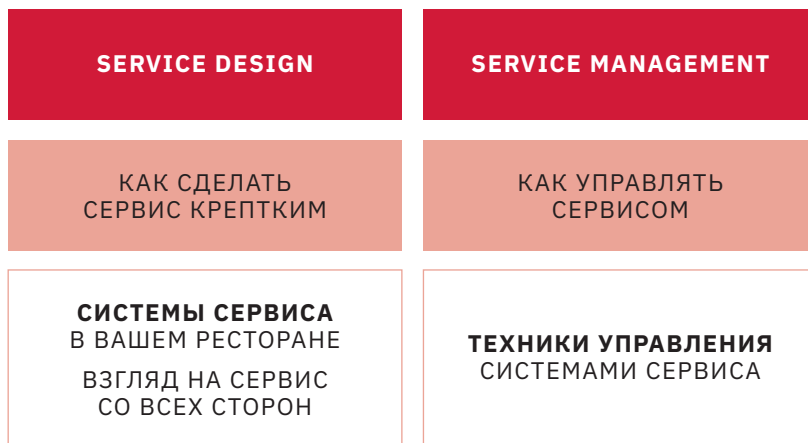 SERVICE DESIGN
SERVICE MANAGEMENT
КАК СДЕЛАТЬ
СЕРВИС КРЕПТКИМ
КАК УПРАВЛЯТЬ
СЕРВИСОМ
СИСТЕМЫ СЕРВИСА
В ВАШЕМ РЕСТОРАНЕ
ВЗГЛЯД НА СЕРВИС
СО ВСЕХ СТОРОН
ТЕХНИКИ УПРАВЛЕНИЯ
СИСТЕМАМИ СЕРВИСА